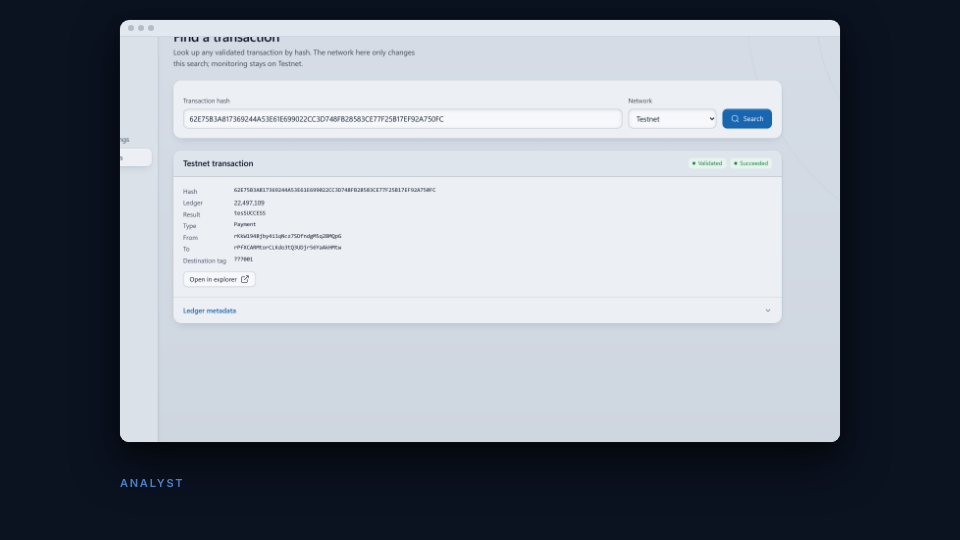 Find a transaction
Look up any validated transaction by hash. The network here only changes
this search; monitoring stays on Testnet.
Transaction hash
Network
62E75B3A817369244A53E61E699022CC3D748FB28583CE77F25B17EF92A750FC
Testnet
Search
ngs
s
Testnet transaction
Validated
Succeeded
Hash
62E75B3A817369244A53E61E699022CC3D748FB28583CE77F25B17EF92A750FC
Ledger
22,497,109
Result
tesSUCCESS
Type
Payment
From
To
Destination tag
777001
Open in explorer
Ledger metadata
ANALYST